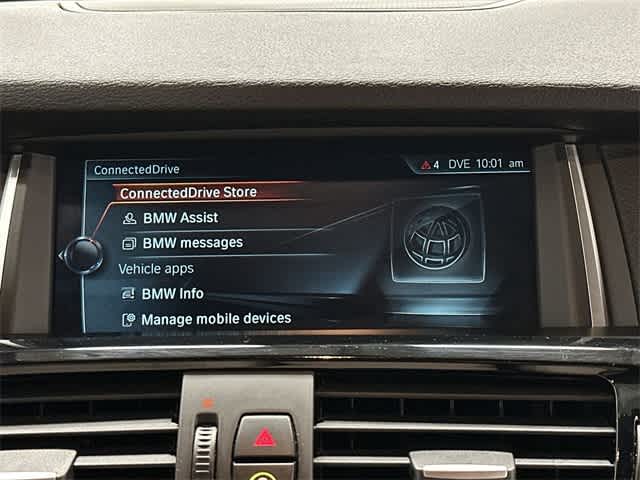 ConnectedDrive
4 DVE 10:01 am
ConnectedDrive Store
BMW Assist
BMW messages
Vehicle apps
BMW Info
Manage mobile devices